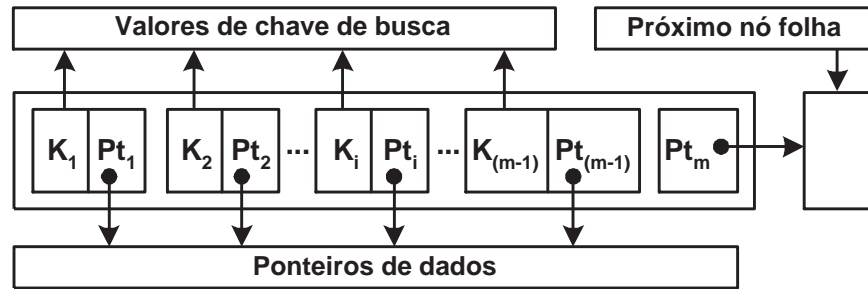 Valores de chave de busca
Próximo nó folha
K1 Pt1 K2 Pt2 ... Ki Pti ... K(m-1) Pt(m-1) Ptm
Ponteiros de dados